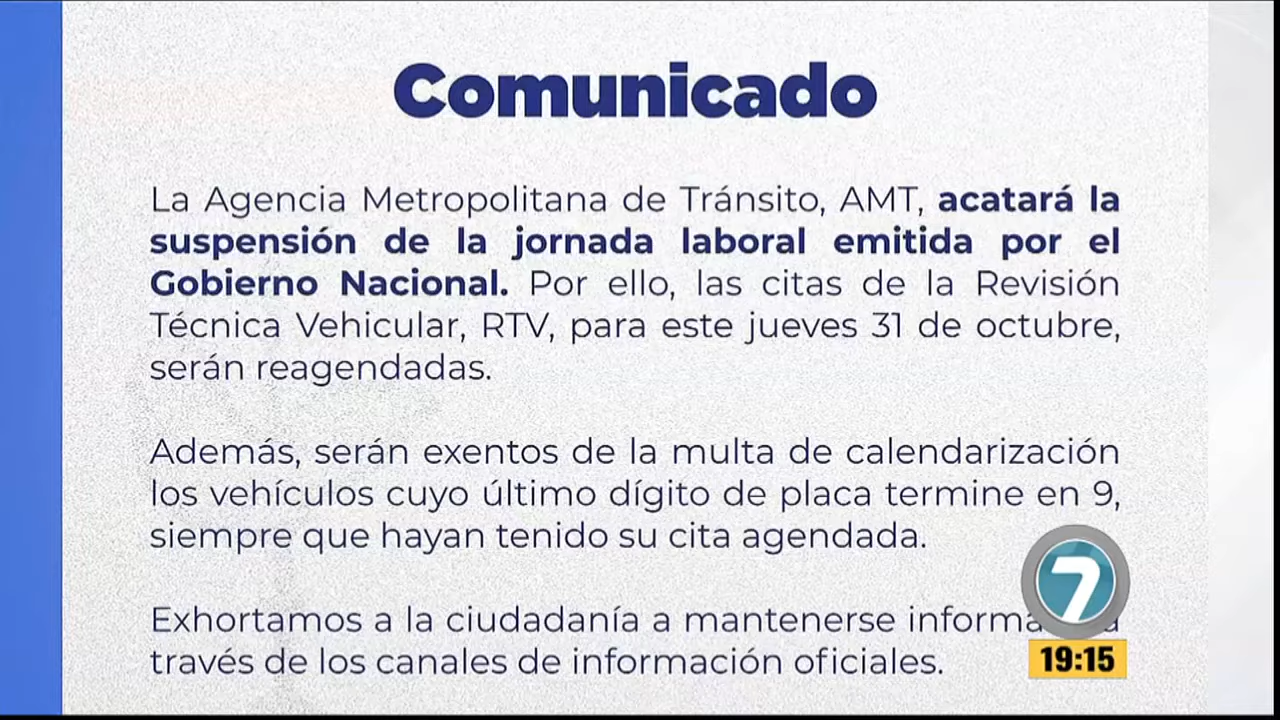 Comunicado
La Agencia Metropolitana de Tránsito, AMT, acatará la
suspensión de la jornada laboral emitida por el
Gobierno Nacional. Por ello, las citas de la Revisión
Técnica Vehicular, RTV, para este jueves 31 de octubre,
serán reagendadas.
Además, serán exentos de la multa de calendarización
los vehículos cuyo último dígito de placa termine en 9,
siempre que hayan tenido su cita agendada.
Exhortamos a la ciudadanía a mantenerse
través de los canales de información oficiales.
7
19:15